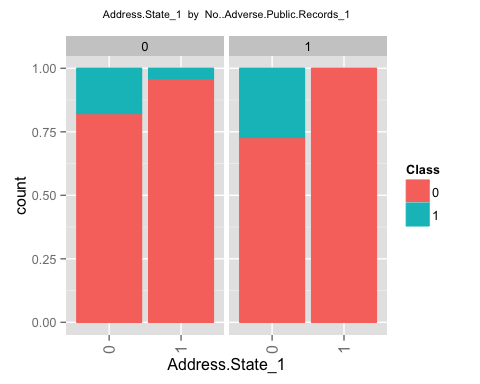 Address.State_1 by No..Adverse.Public.Records_1
0 1
1.00
0.75
0.50
0.25
0.00
count
0 1 0 1
Address.State_1
Class
0
1